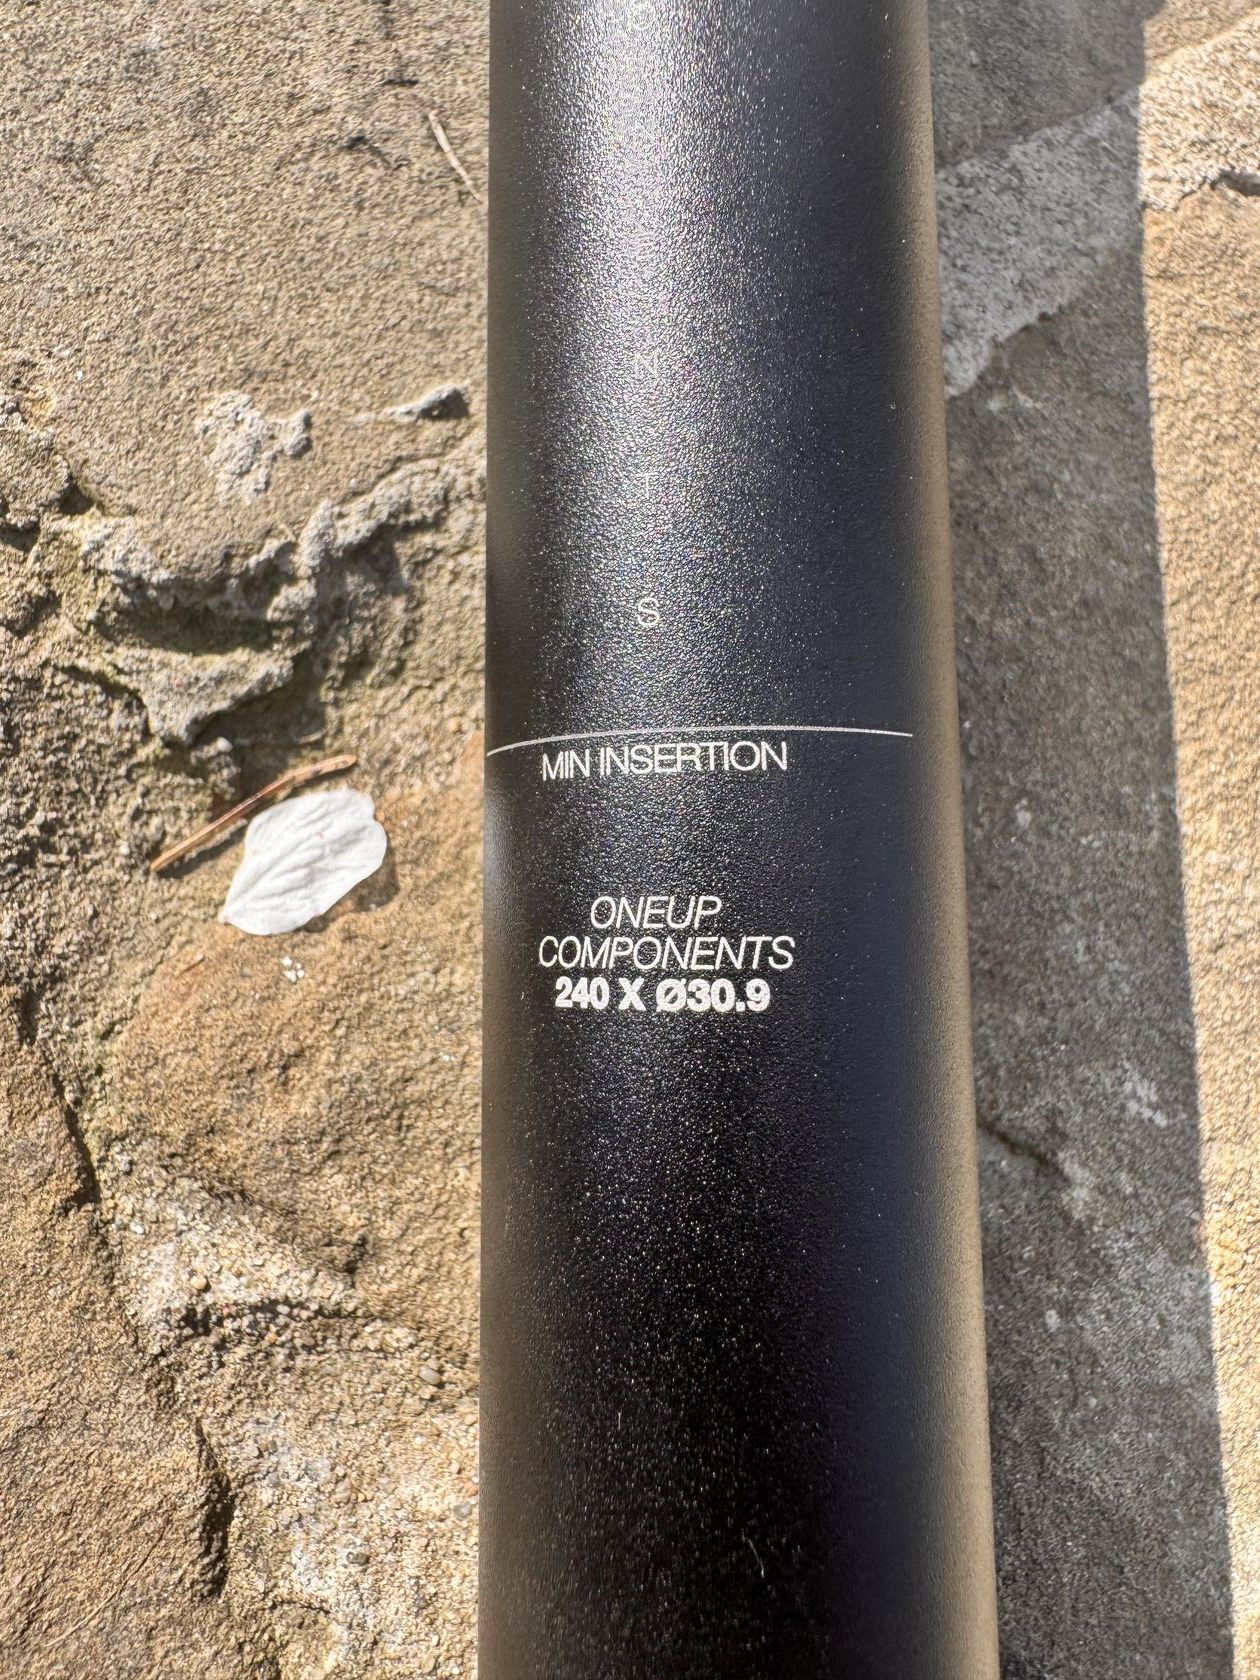 S
N
T
S
MIN INSERTION
ONEUP
COMPONENTS
240 X Ø30.9